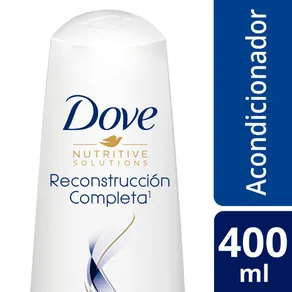 Dove
NUTRITIVE
SOLUTIONS
Reconstrucción
Completa¹
Acondicionador
400
ml